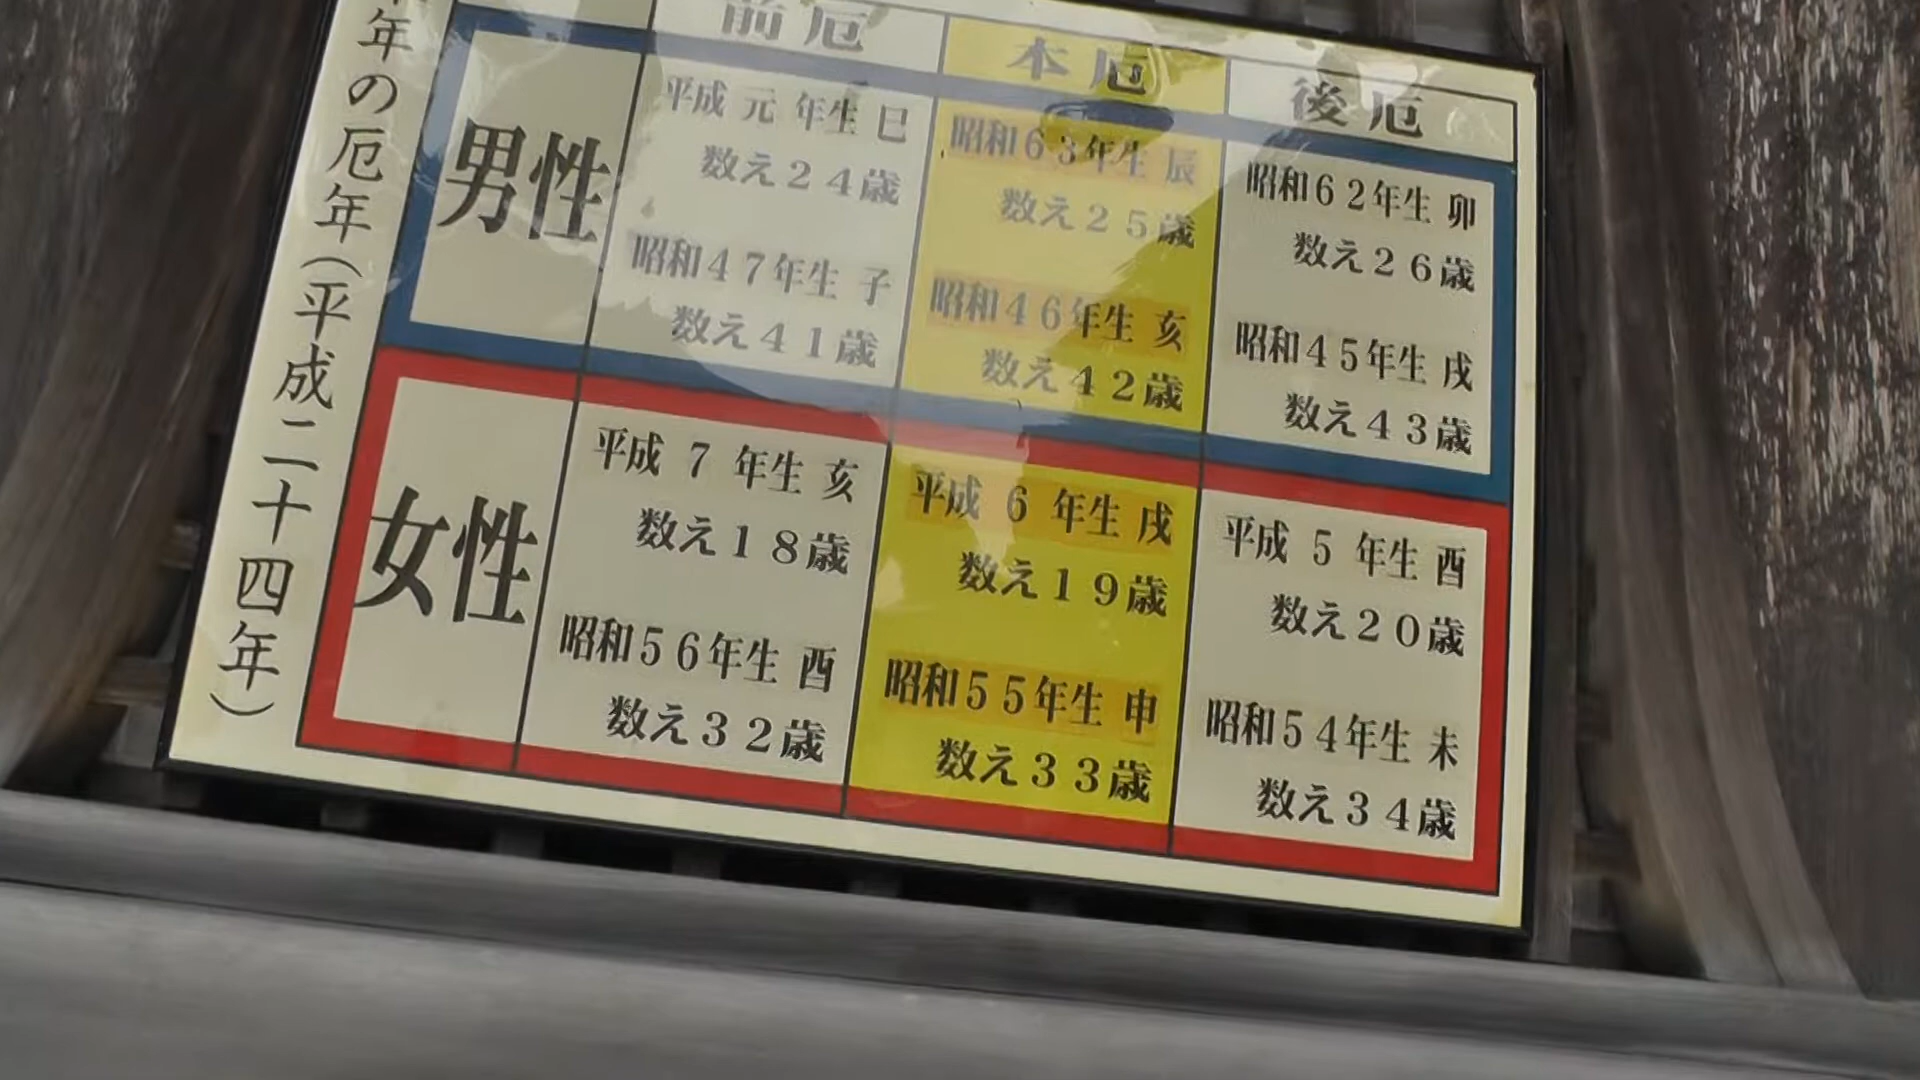 年の厄年(平成二十四年)
前厄
本厄
後厄
男性
平成 元 年生 巳
数え24歳
昭和47年生 子
数え41歳
昭和63年生 辰
数え25歳
昭和46年生 亥
数え42歳
昭和62年生 卯
数え26歳
昭和45年生 戌
数え43歳
女性
平成 7 年生 亥
数え18歳
昭和56年生 酉
数え32歳
平成 6 年生 戌
数え19歳
昭和55年生 申
数え33歳
平成 5 年生 酉
数え20歳
昭和54年生 未
数え34歳